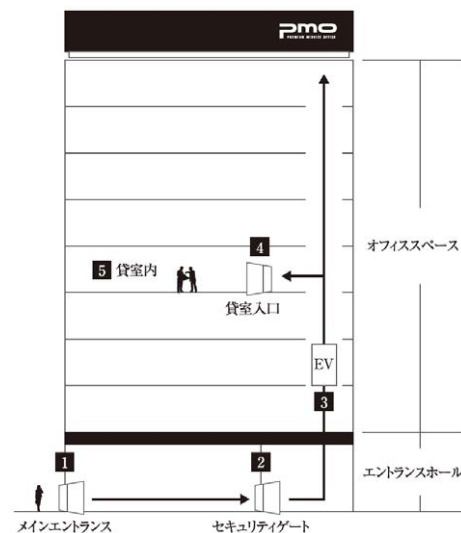 pmo
PREMIUM MIDSIZE OFFICE
4
5 貸室内
オフィススペース
貸室入口
EV
3
1
2
エントランスホール
メインエントランス
セキュリティゲート